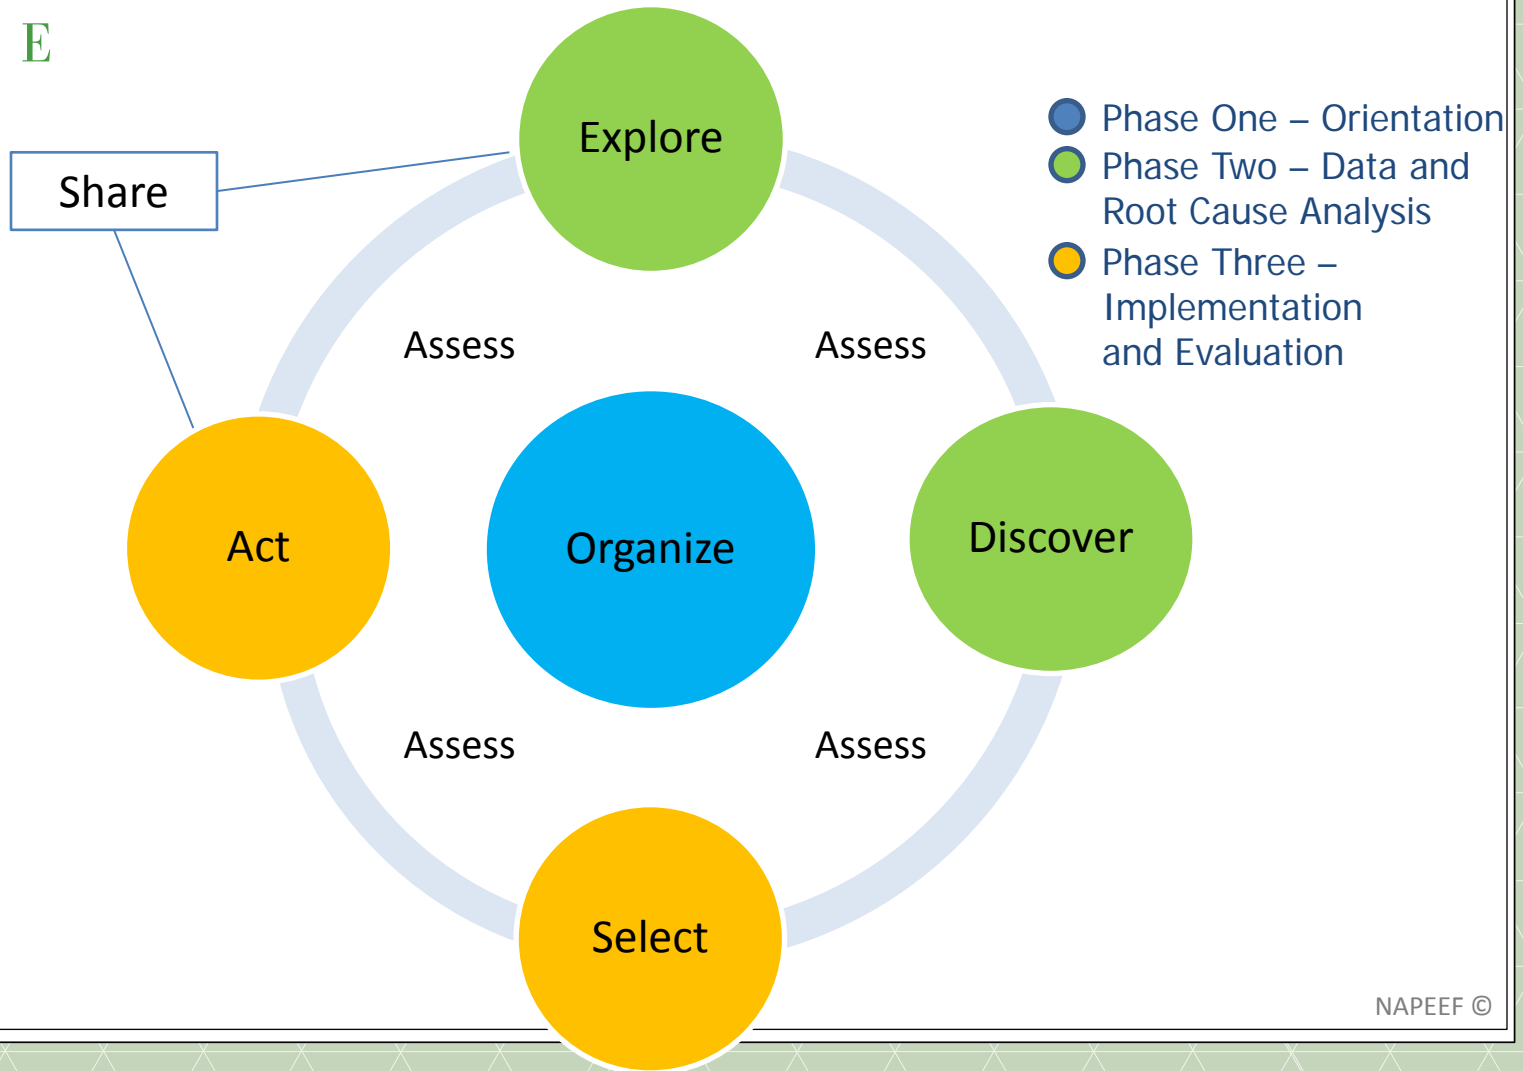 E
Explore
Phase One – Orientation
Phase Two – Data and
Root Cause Analysis
Phase Three –
Implementation
and Evaluation
Share
Assess
Assess
Act
Organize
Discover
Assess
Assess
Select
NAPEEF ©